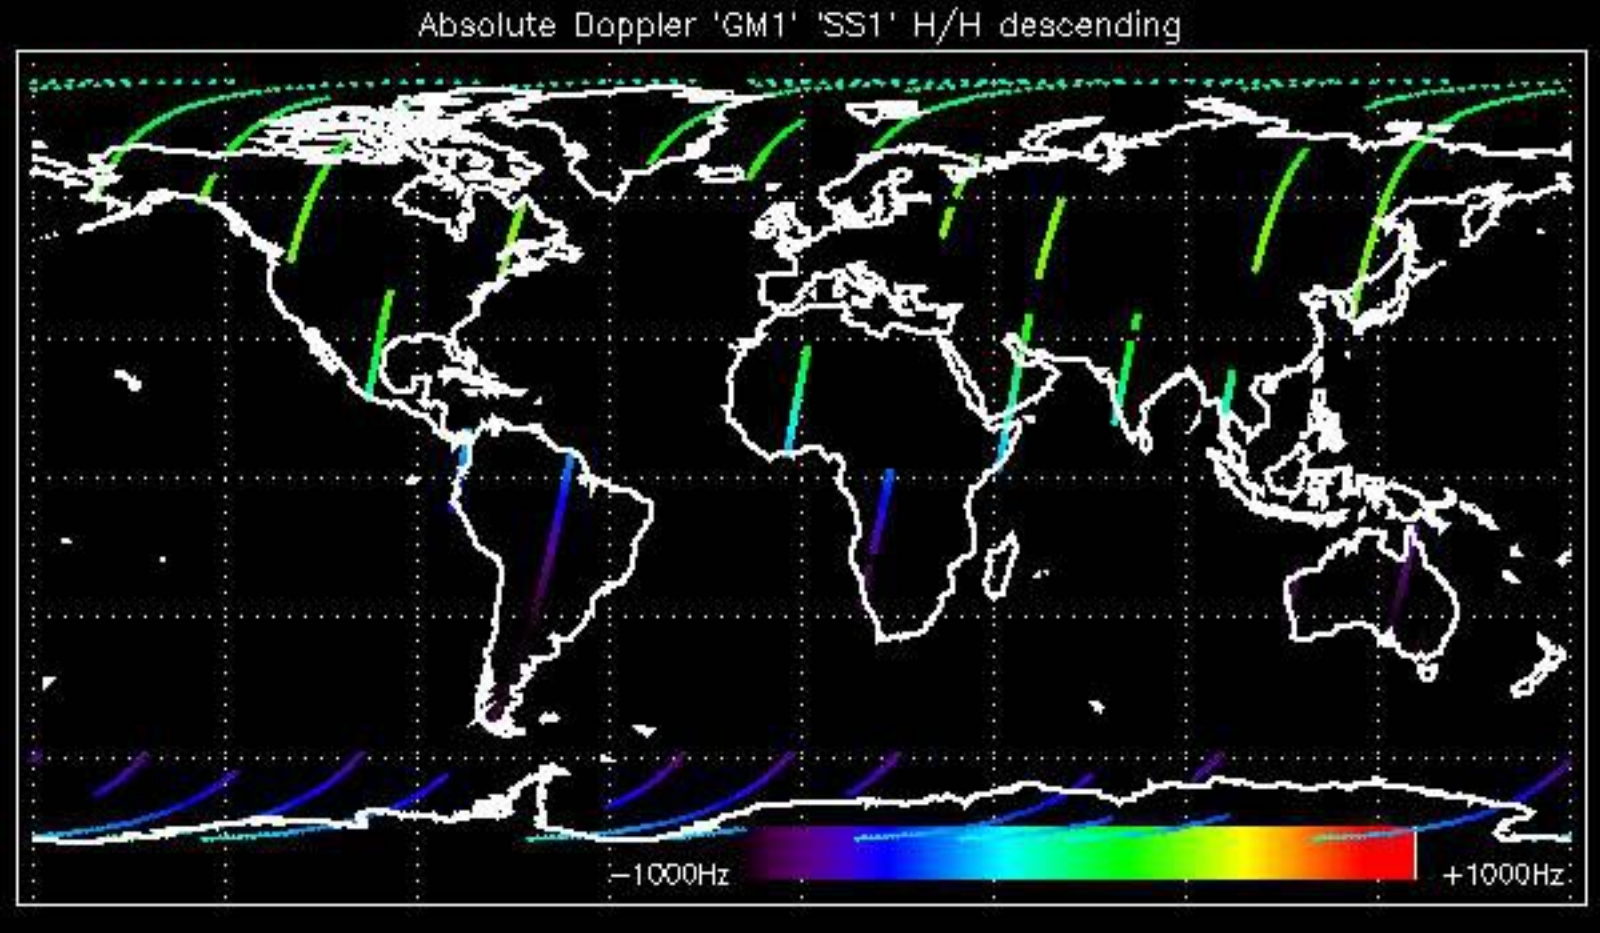 Absolute Doppler 'GM1' 'SS1' H/H descending
−1000Hz
+1000Hz